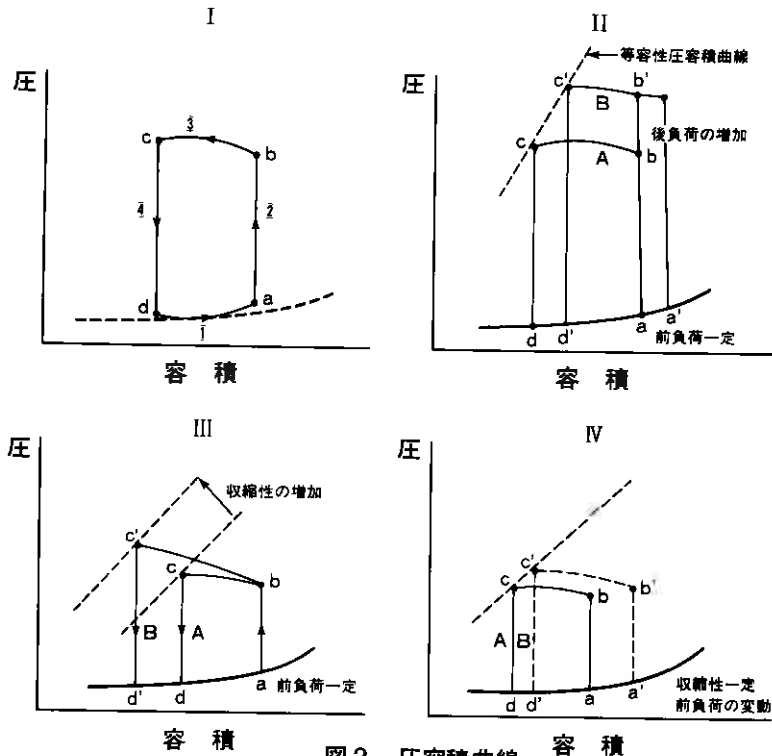 I
圧
c
3
b
4
2
d
a
1
容 積
II
圧
等容性圧容積曲線
c'
b'
B
後負荷の増加
c
A
b
d
d'
a
a'
前負荷一定
容 積
III
圧
収縮性の増加
c'
c
b
B
A
d'
d
a
前負荷一定
容 積
IV
圧
c'
c
b
b'
A
B
d
d'
a
a'
収縮性一定
前負荷の変動
容 積
図2 圧容積曲線